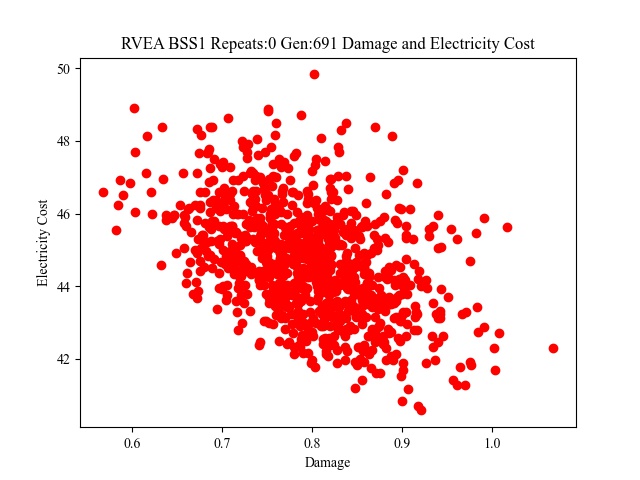 RVEA BSS1 Repeats:0 Gen:691 Damage and Electricity Cost
50
48
46
44
42
Electricity Cost
0.6 0.7 0.8 0.9 1.0
Damage